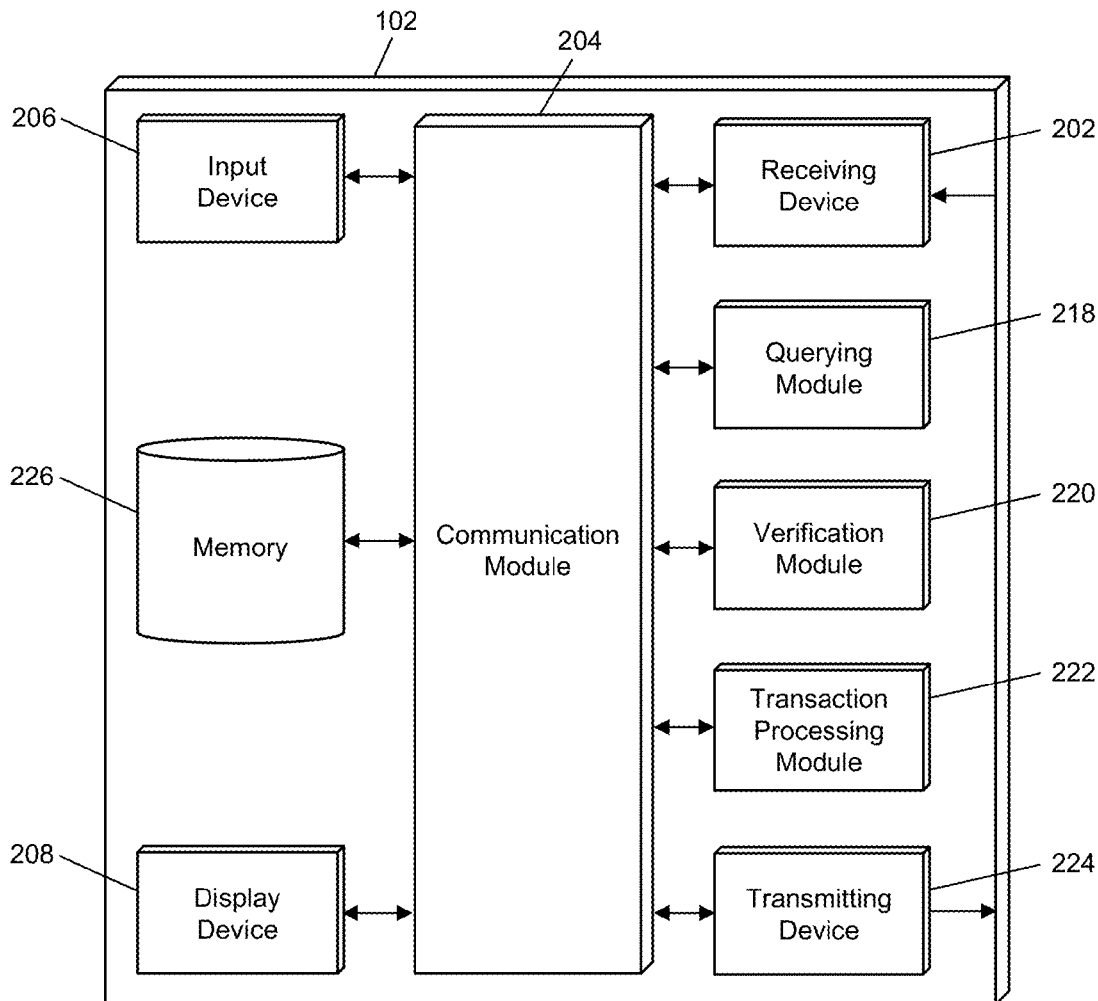 102
204
206
Input
Device
Receiving
Device
202
Querying
Module
218
226
Memory
Communication
Module
Verification
Module
220
Transaction
Processing
Module
222
208
Display
Device
Transmitting
Device
224